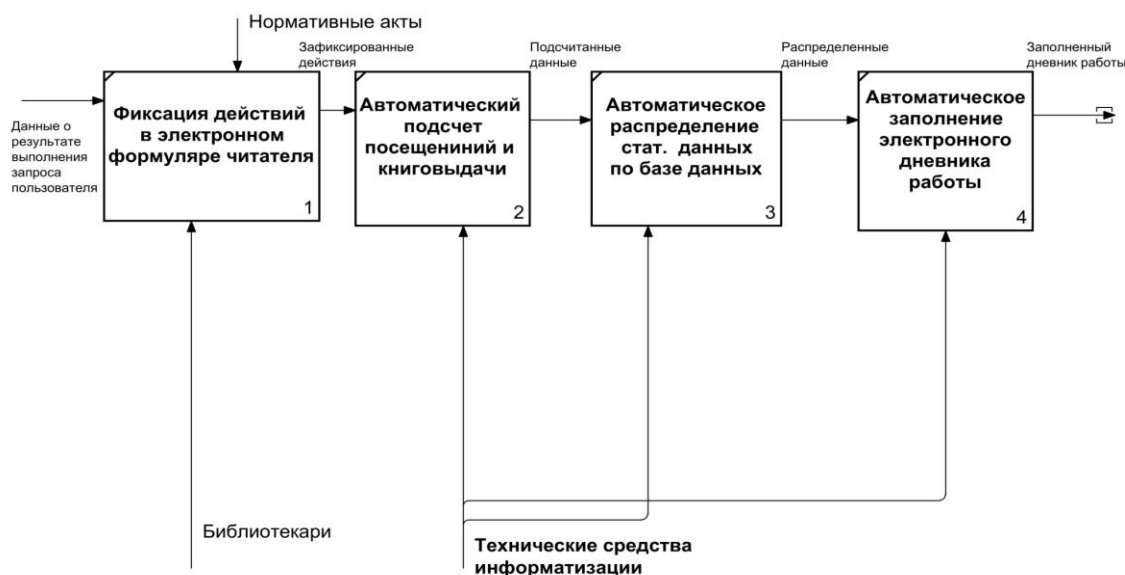 Нормативные акты
Зафиксированные
действия
Подсчитанные
данные
Распределенные
данные
Заполненный
дневник работы
Данные о
результате
выполнения
запроса
пользователя
Фиксация действий
в электронном
формуляре читателя
1
Автоматический
подсчет
посещениний и
книговыдачи
2
Автоматическое
распределение
стат. данных
по базе данных
3
Автоматическое
заполнение
электронного
дневника
работы
4
Библиотекари
Технические средства
информатизации